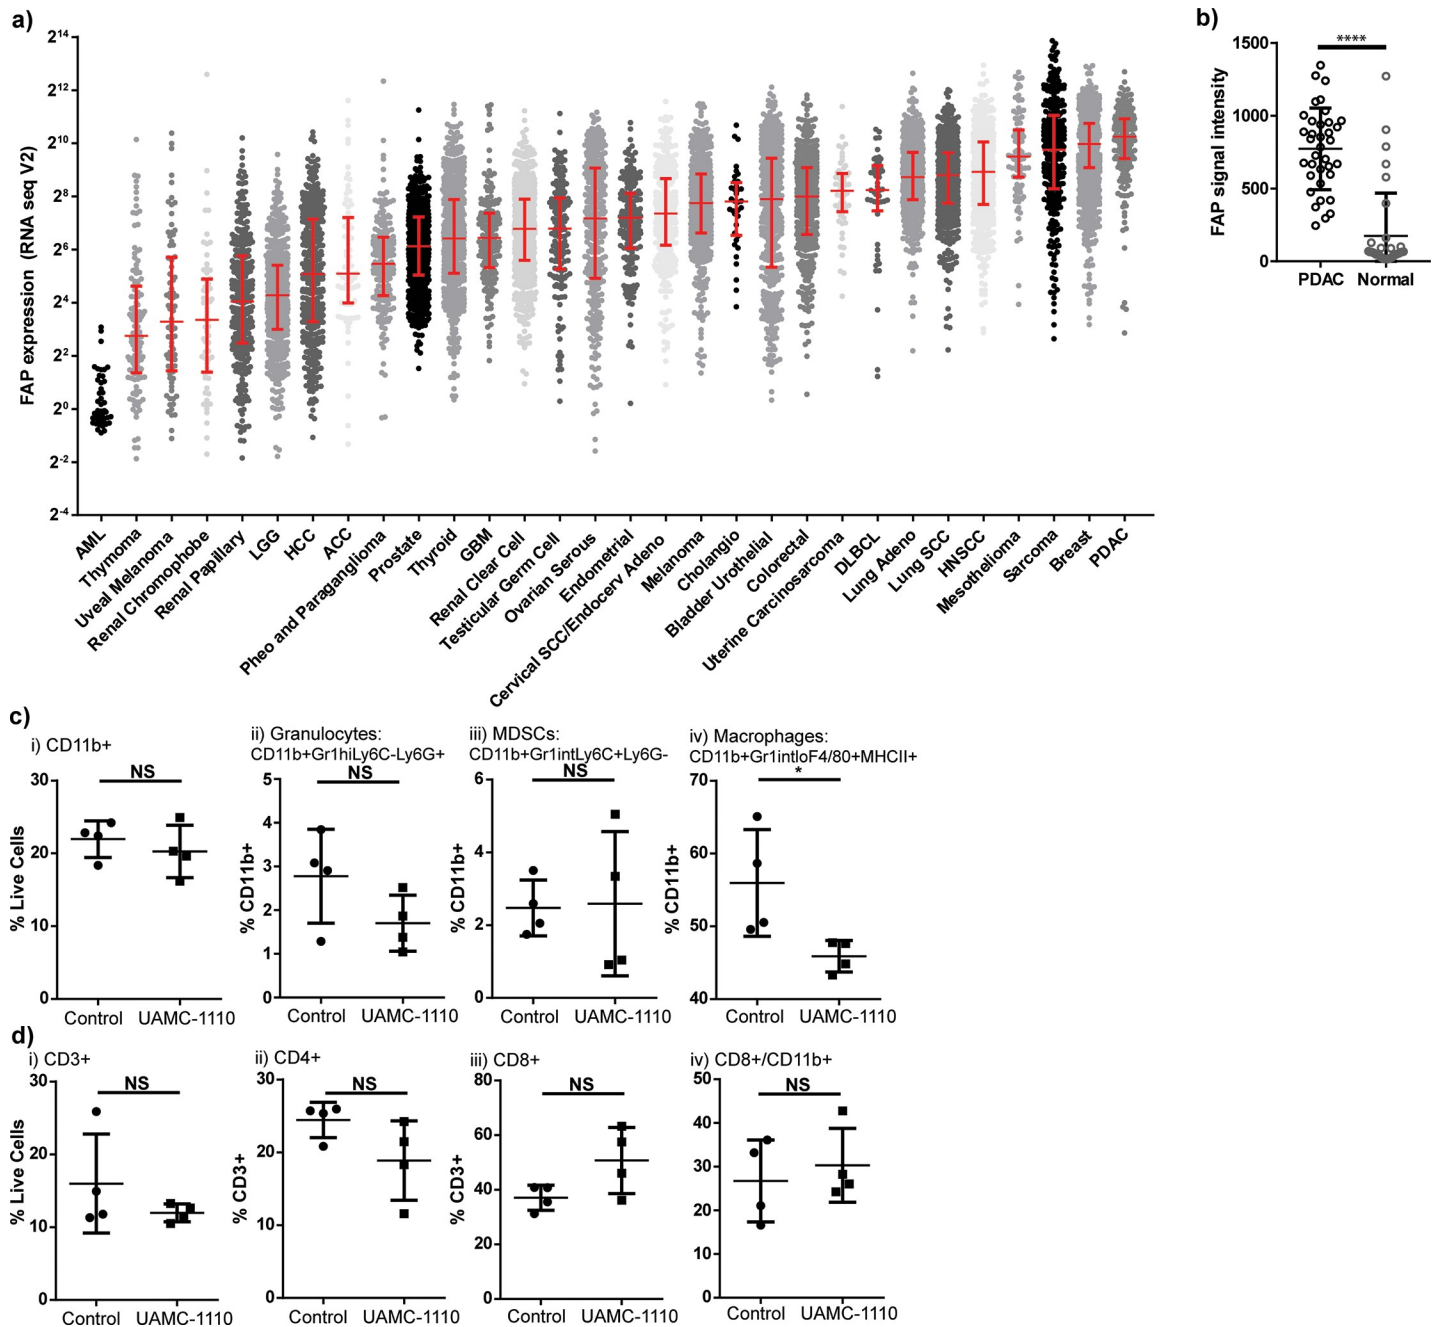 a)
FAP expression (RNA seq V2)
2^14
2^12
2^10
2^8
2^6
2^4
2^2
2^0
2^-2
2^-4
AML
Thymoma
Uveal Melanoma
Renal Chromophobe
Renal Papillary
LGG
HCC
ACC
Pheo and Paraganglioma
Prostate
Thyroid
GBM
Renal Clear Cell
Testicular Germ Cell
Ovarian Serous
Endometrial
Cervical SCC/Endocerv Adeno
Melanoma
Cholangio
Bladder Urothelial
Colorectal
Uterine Carcinosarcoma
DLBCL
Lung Adeno
Lung SCC
HNSCC
Mesothelioma
Sarcoma
Breast
PDAC
b)
FAP signal intensity
****
1500
1000
500
0
PDAC Normal
c)
i) CD11b+
NS
% Live Cells
30
20
10
0
Control UAMC-1110
ii) Granulocytes:
CD11b+Gr1hiLy6C-Ly6G+
NS
% CD11b+
5
4
3
2
1
0
Control UAMC-1110
iii) MDSCs:
CD11b+Gr1intLy6C+Ly6G-
NS
% CD11b+
6
4
2
0
Control UAMC-1110
iv) Macrophages:
CD11b+Gr1intloF4/80+MHCII+
*
% CD11b+
70
60
50
40
Control UAMC-1110
d)
i) CD3+
NS
% Live Cells
30
20
10
0
Control UAMC-1110
ii) CD4+
NS
% CD3+
30
20
10
0
Control UAMC-1110
iii) CD8+
NS
% CD3+
80
60
40
20
0
Control UAMC-1110
iv) CD8+/CD11b+
NS
50
40
30
20
10
0
Control UAMC-1110